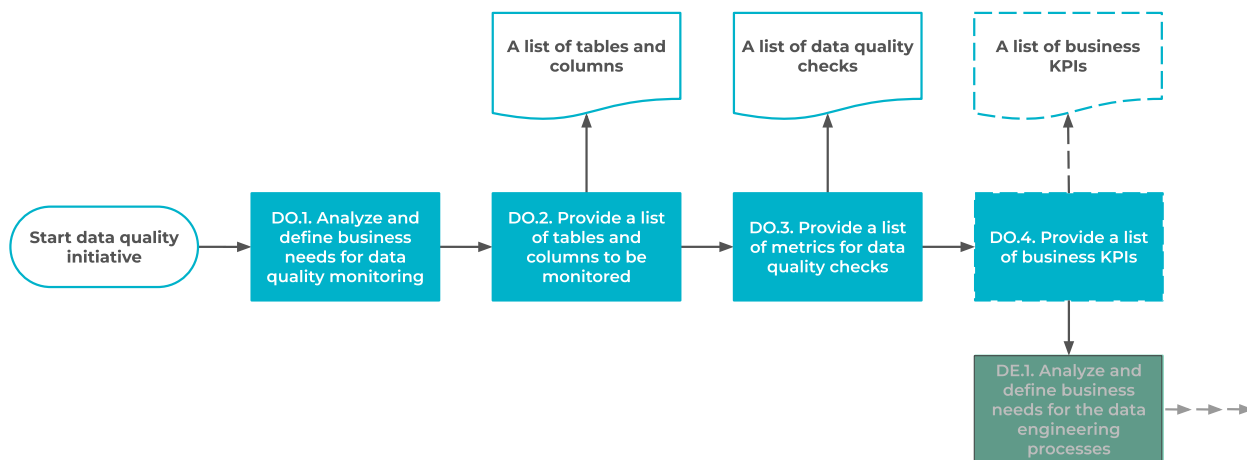 A list of tables and
columns
A list of data quality
checks
A list of business
KPIs
Start data quality
initiative
DO.1. Analyze and
define business
needs for data
quality monitoring
DO.2. Provide a list
of tables and
columns to be
monitored
DO.3. Provide a list
of metrics for data
quality checks
DO.4. Provide a list
of business KPIs
DE.1. Analyze and
define business
needs for the data
engineering
processes